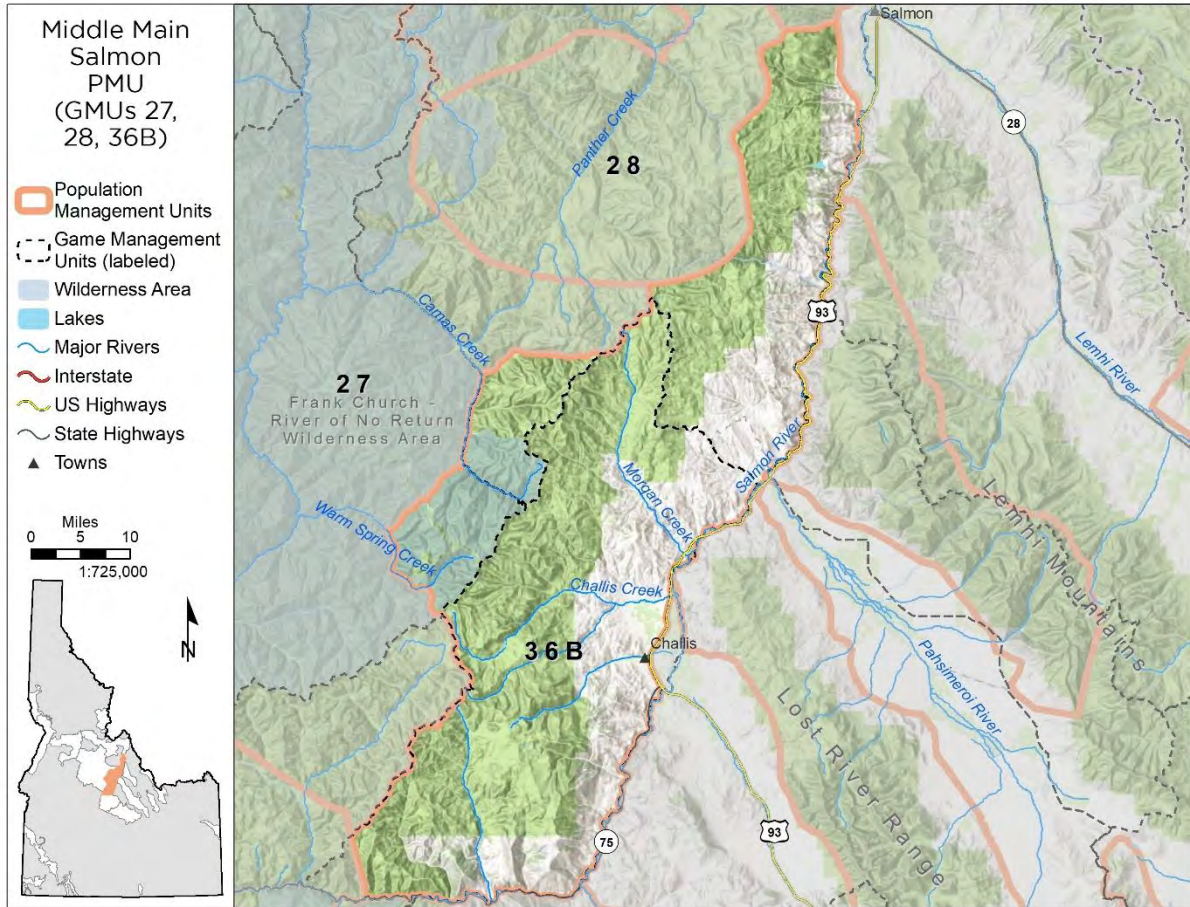 Middle Main
Salmon
PMU
(GMUs 27,
28, 36B)
Population
Management Units
Game Management
Units (labeled)
Wilderness Area
Lakes
Major Rivers
Interstate
US Highways
State Highways
Towns
Miles
0 5 10
1:725,000
N
Salmon
Panther Creek
28
28
93
Camas Creek
Lemhi River
27
Frank Church
River of No Return
Wilderness Area
Salmon River
Morgan Creek
Lemhi Mountains
Warm Spring Creek
Challis Creek
36B
Challis
Pahsimeroi River
Lost River Range
75
93